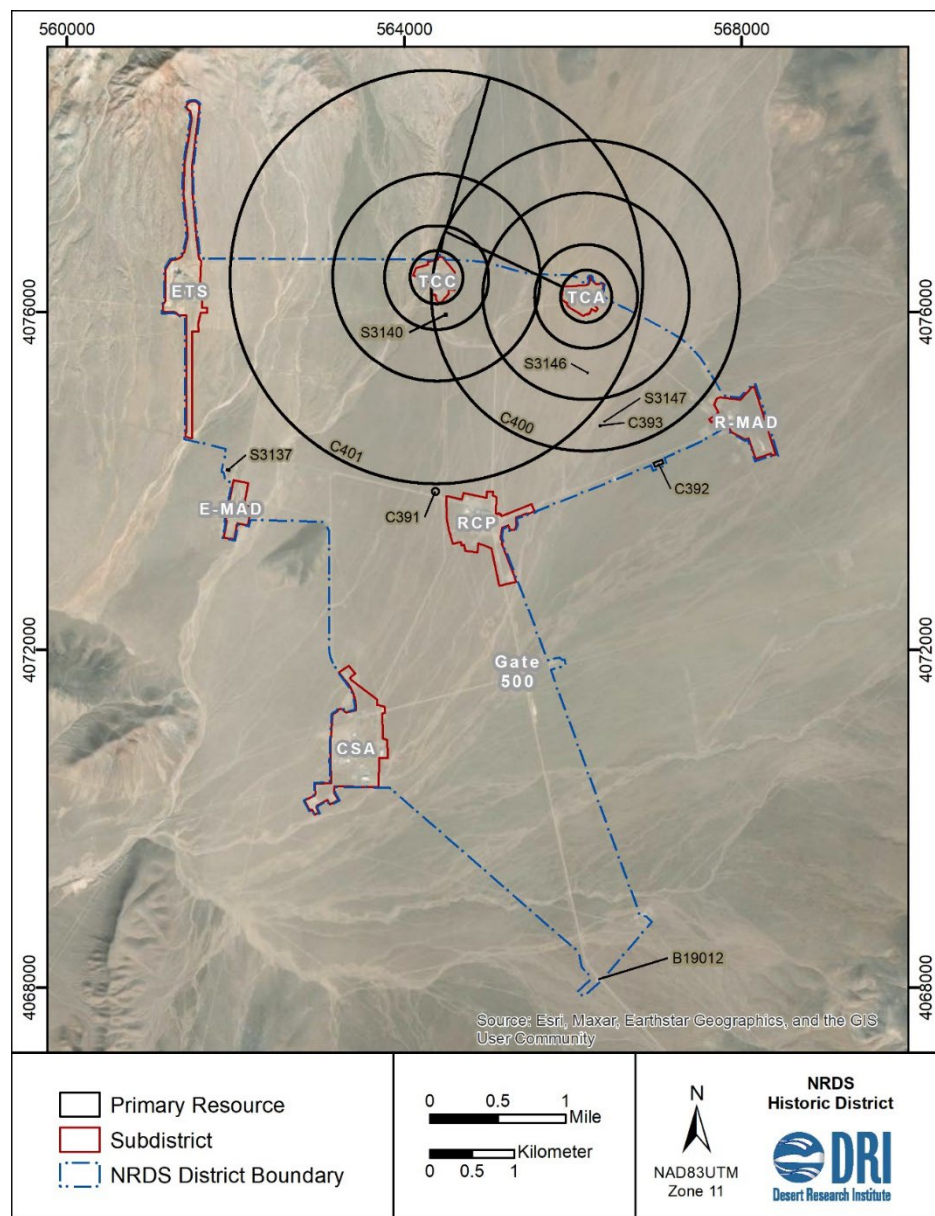 560000
564000
568000
4076000
4076000
ETS
TCC
TCA
S3140
S3146
S3147
C393
R-MAD
C400
C401
S3137
C392
E-MAD
C391
RCP
4072000
4072000
Gate
500
CSA
B19012
4068000
4068000
Source: Esri, Maxar, Earthstar Geographics, and the GIS
User Community
Primary Resource
Subdistrict
NRDS District Boundary
0 0.5 1
Mile
Kilometer
0 0.5 1
N
NAD83UTM
Zone 11
NRDS
Historic District
DRI
Desert Research Institute